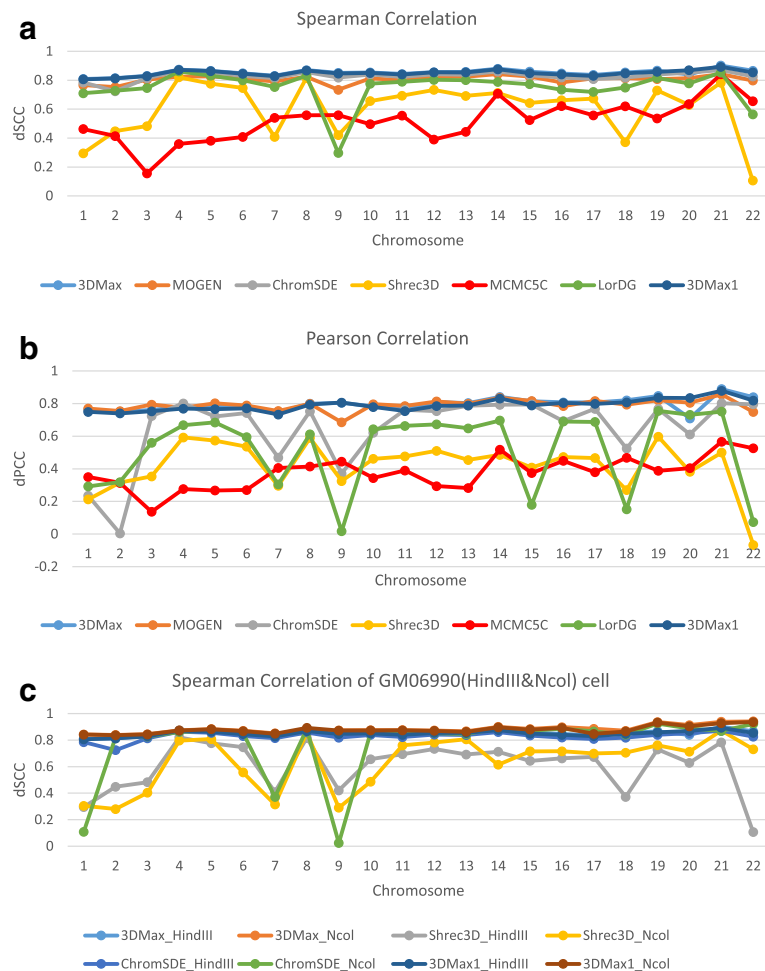 a
Spearman Correlation
1
0.8
0.6
0.4
0.2
0
dSCC
1 2 3 4 5 6 7 8 9 10 11 12 13 14 15 16 17 18 19 20 21 22
Chromosome
3DMax MOGEN ChromSDE Shrec3D MCMC5C LorDG 3DMax1
b
Pearson Correlation
1
0.8
0.6
0.4
0.2
0
-0.2
dPCC
1 2 3 4 5 6 7 8 9 10 11 12 13 14 15 16 17 18 19 20 21 22
Chromosome
3DMax MOGEN ChromSDE Shrec3D MCMC5C LorDG 3DMax1
c
Spearman Correlation of GM06990(HindIII&NcoI) cell
1
0.8
0.6
0.4
0.2
0
dSCC
1 2 3 4 5 6 7 8 9 10 11 12 13 14 15 16 17 18 19 20 21 22
Chromosome
3DMax_HindIII 3DMax_NcoI Shrec3D_HindIII Shrec3D_NcoI
ChromSDE_HindIII ChromSDE_NcoI 3DMax1_HindIII 3DMax1_NcoI